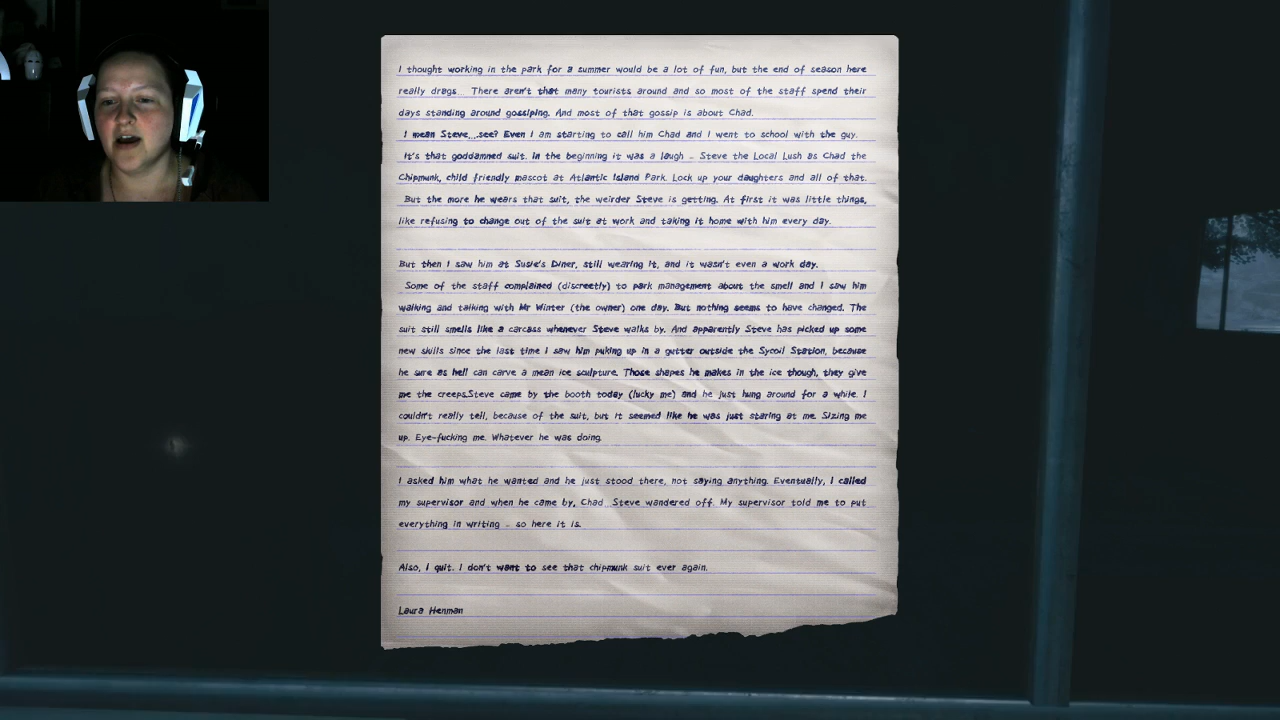 I thought working in the park for a summer would be a lot of fun, but the end of season here
really drags... There aren't that many tourists around and so most of the staff spend their
days standing around gossiping. And most of that gossip is about Chad.
I mean Steve...see? Even I am starting to call him Chad and I went to school with the guy.
It's that goddamned suit. In the beginning it was a laugh - Steve the Local Lush as Chad the
Chipmunk, child friendly mascot at Atlantic Island Park. Lock up your daughters and all of that.
But the more he wears that suit, the weirder Steve is getting. At first it was little things,
like refusing to change out of the suit at work and taking it home with him every day.
But then I saw him at Susie's Diner, still wearing it, and it wasn't even a work day.
Some of the staff complained (discreetly) to park management about the smell and I saw him
walking and talking with Mr Winter (the owner) one day. But nothing seems to have changed. The
suit still smells like a carcass whenever Steve walks by. And apparently Steve has picked up some
new skills since the last time I saw him puking up in a gutter outside the Sycoil Station, because
he sure as hell can carve a mean ice sculpture. Those shapes he makes in the ice though, they give
me the creeps.Steve came by the booth today (lucky me) and he just hung around for a while. I
couldn't really tell, because of the suit, but it seemed like he was just staring at me. Sizing me
up. Eye-fucking me. Whatever he was doing.
I asked him what he wanted and he just stood there, not saying anything. Eventually, I called
my supervisor and when he came by, Chad...Steve wandered off. My supervisor told me to put
everything in writing - so here it is.
Also, I quit. I don't want to see that chipmunk suit ever again.
Laura Henman